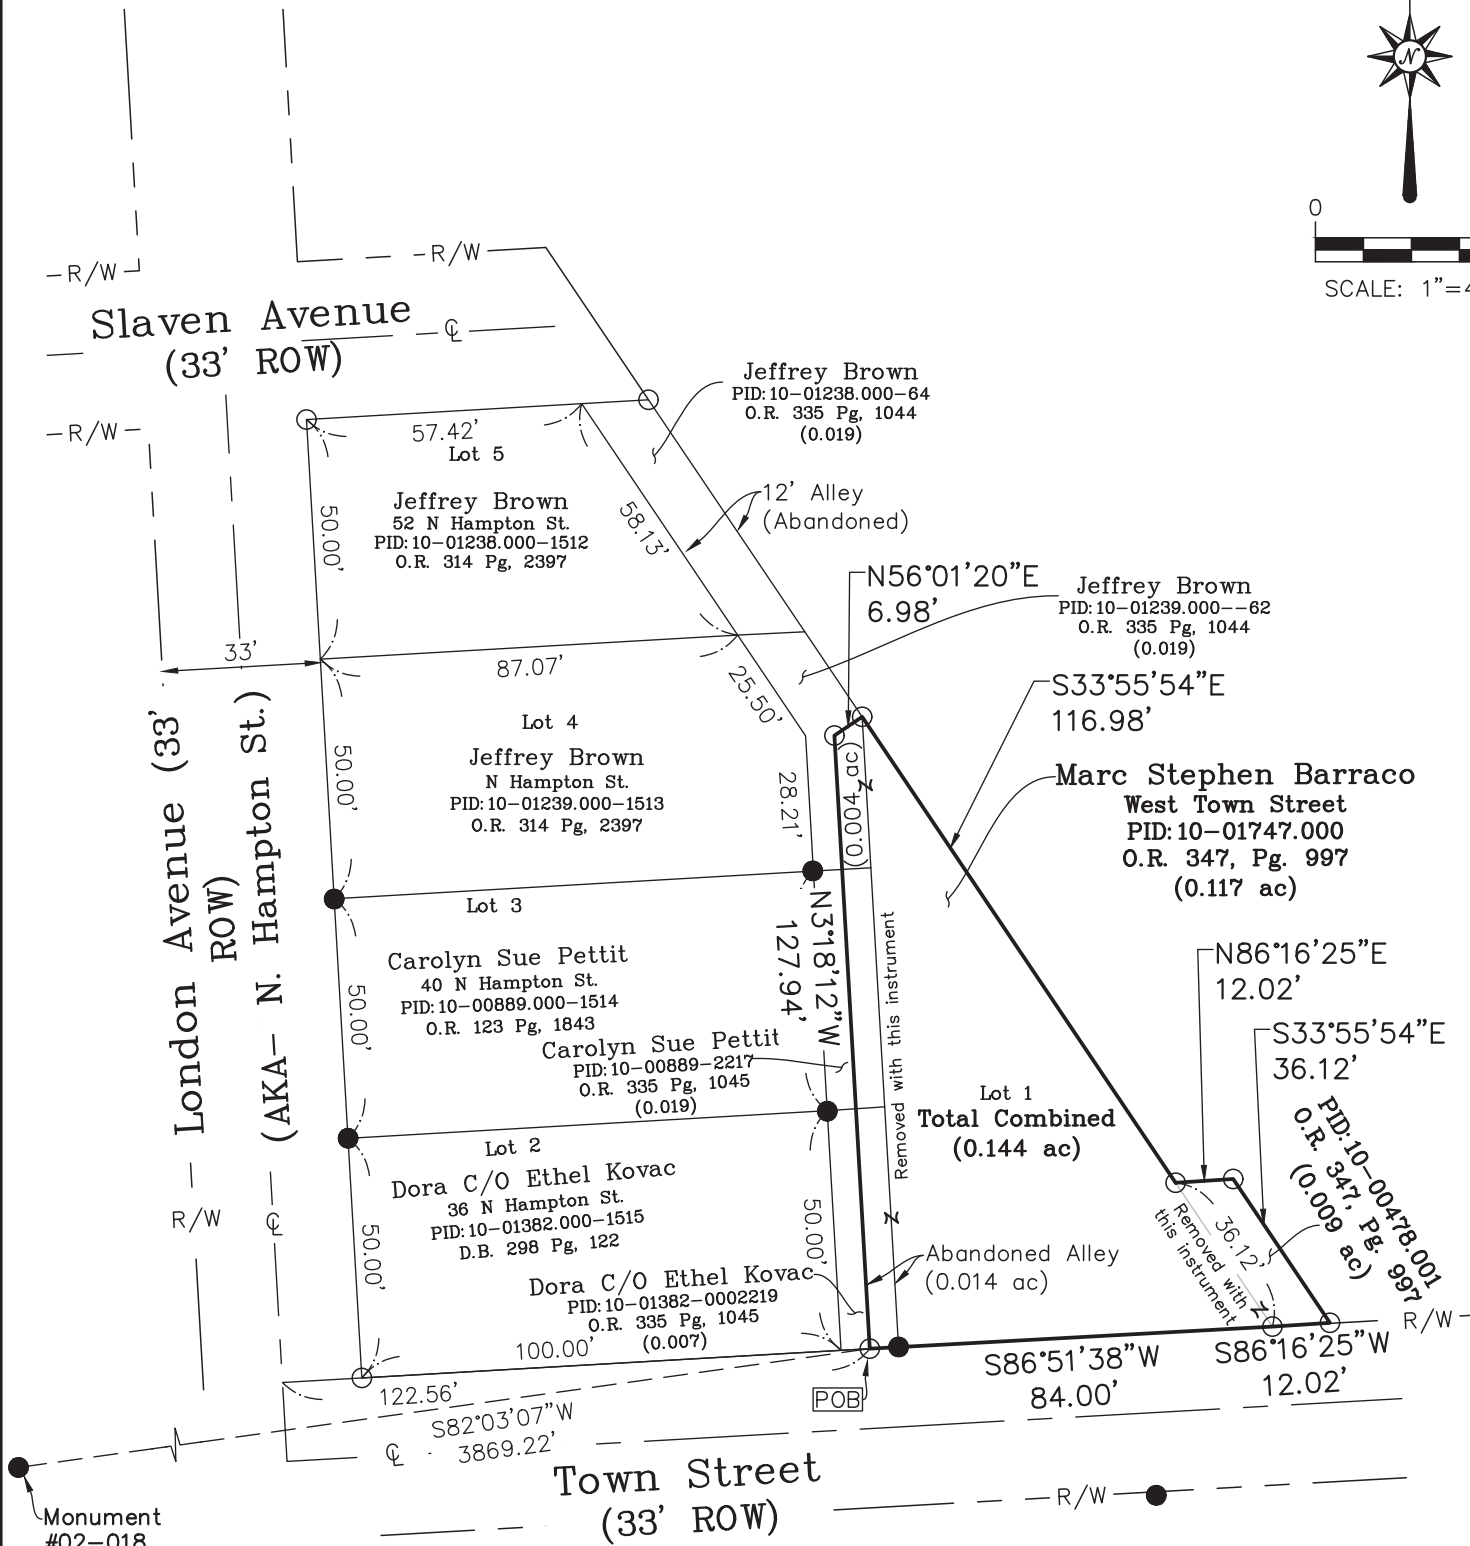 N
0
SCALE: 1"=4
R/W
R/W
Slaven Avenue
(33' ROW)
℄
R/W
57.42'
Lot 5
Jeffrey Brown
52 N Hampton St.
PID:10-01238.000-1512
O.R. 314 Pg, 2397
50.00'
58.13'
Jeffrey Brown
PID:10-01238.000-64
O.R. 335 Pg, 1044
(0.019)
12' Alley
(Abandoned)
N56°01'20"E
6.98'
Jeffrey Brown
PID:10-01239.000--62
O.R. 335 Pg, 1044
(0.019)
S33°55'54"E
116.98'
33'
87.07'
25.50'
Lot 4
Jeffrey Brown
N Hampton St.
PID:10-01239.000-1513
O.R. 314 Pg, 2397
50.00'
28.21'
(0.004 ac)
Z
Marc Stephen Barraco
West Town Street
PID:10-01747.000
O.R. 347, Pg. 997
(0.117 ac)
London Avenue (33'
ROW)
(AKA- N. Hampton St.)
Lot 3
Carolyn Sue Pettit
40 N Hampton St.
PID:10-00889.000-1514
O.R. 123 Pg, 1843
50.00'
N3°18'12"W
127.94'
Removed with this instrument
N86°16'25"E
12.02'
S33°55'54"E
36.12'
Carolyn Sue Pettit
PID:10-00889-2217
O.R. 335 Pg, 1045
(0.019)
Lot 1
Total Combined
(0.144 ac)
PID:10-00478.001
O.R. 347, Pg. 997
(0.009 ac)
Lot 2
Dora C/O Ethel Kovac
36 N Hampton St.
PID:10-01382.000-1515
D.B. 298 Pg, 122
50.00'
50.00'
R/W
℄
Z
Abandoned Alley
(0.014 ac)
36.12'
Removed with
this instrument
Z
Dora C/O Ethel Kovac
PID:10-01382-0002219
O.R. 335 Pg, 1045
(0.007)
100.00'
R/W
S86°51'38"W
84.00'
S86°16'25"W
12.02'
POB
122.56'
S82°03'07"W
3869.22'
℄
Town Street
(33' ROW)
R/W
Monument
#02-018